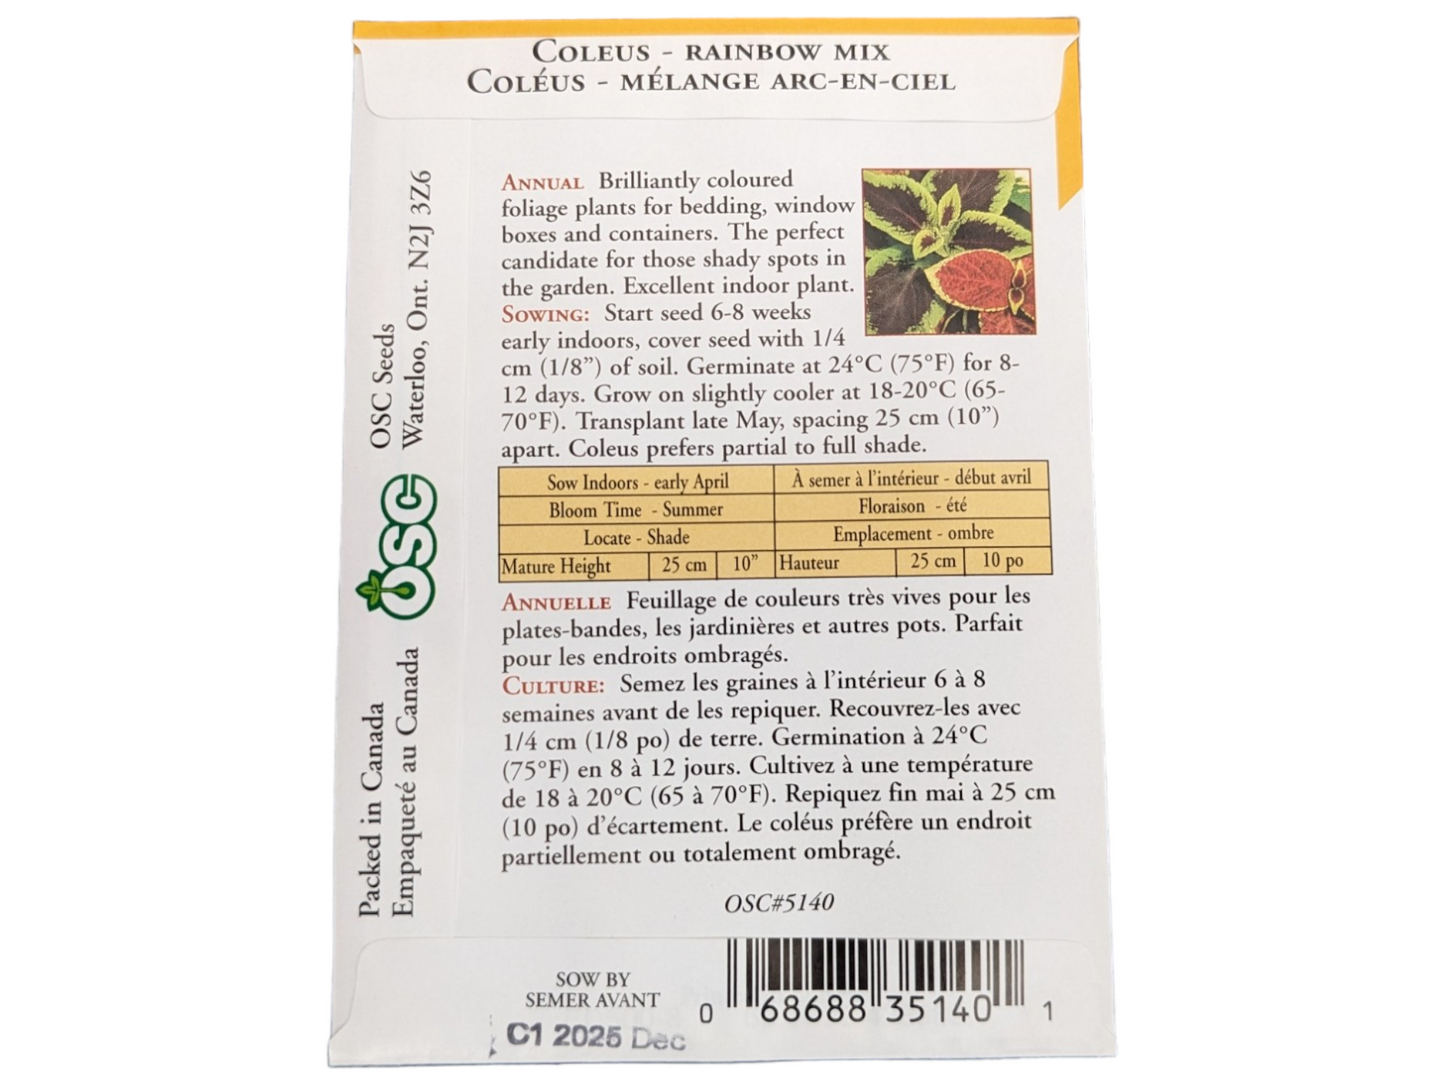 COLEUS - RAINBOW MIX
COLÉUS - MÉLANGE ARC-EN-CIEL
ANNUAL Brilliantly coloured
foliage plants for bedding, window
boxes and containers. The perfect
candidate for those shady spots in
the garden. Excellent indoor plant.
SOWING: Start seed 6-8 weeks
early indoors, cover seed with 1/4
cm (1/8”) of soil. Germinate at 24°C (75°F) for 8-
12 days. Grow on slightly cooler at 18-20°C (65-
70°F). Transplant late May, spacing 25 cm (10”)
apart. Coleus prefers partial to full shade.
Sow Indoors - early April À semer à l'intérieur - début avril
Bloom Time - Summer Floraison - été
Locate - Shade Emplacement - ombre
Mature Height 25 cm 10” Hauteur 25 cm 10 po
ANNUELLE Feuillage de couleurs très vives pour les
plates-bandes, les jardinières et autres pots. Parfait
pour les endroits ombragés.
CULTURE: Semez les graines à l'intérieur 6 à 8
semaines avant de les repiquer. Recouvrez-les avec
1/4 cm (1/8 po) de terre. Germination à 24°C
(75°F) en 8 à 12 jours. Cultivez à une température
de 18 à 20°C (65 à 70°F). Repiquez fin mai à 25 cm
(10 po) d'écartement. Le coléus préfère un endroit
partiellement ou totalement ombragé.
OSC#5140
SOW BY
SEMER AVANT
C1 2025 Dec
0 68688 35140 1
OSC Seeds
Waterloo, Ont. N2J 3Z6
OSC
Packed in Canada
Empaqueté au Canada